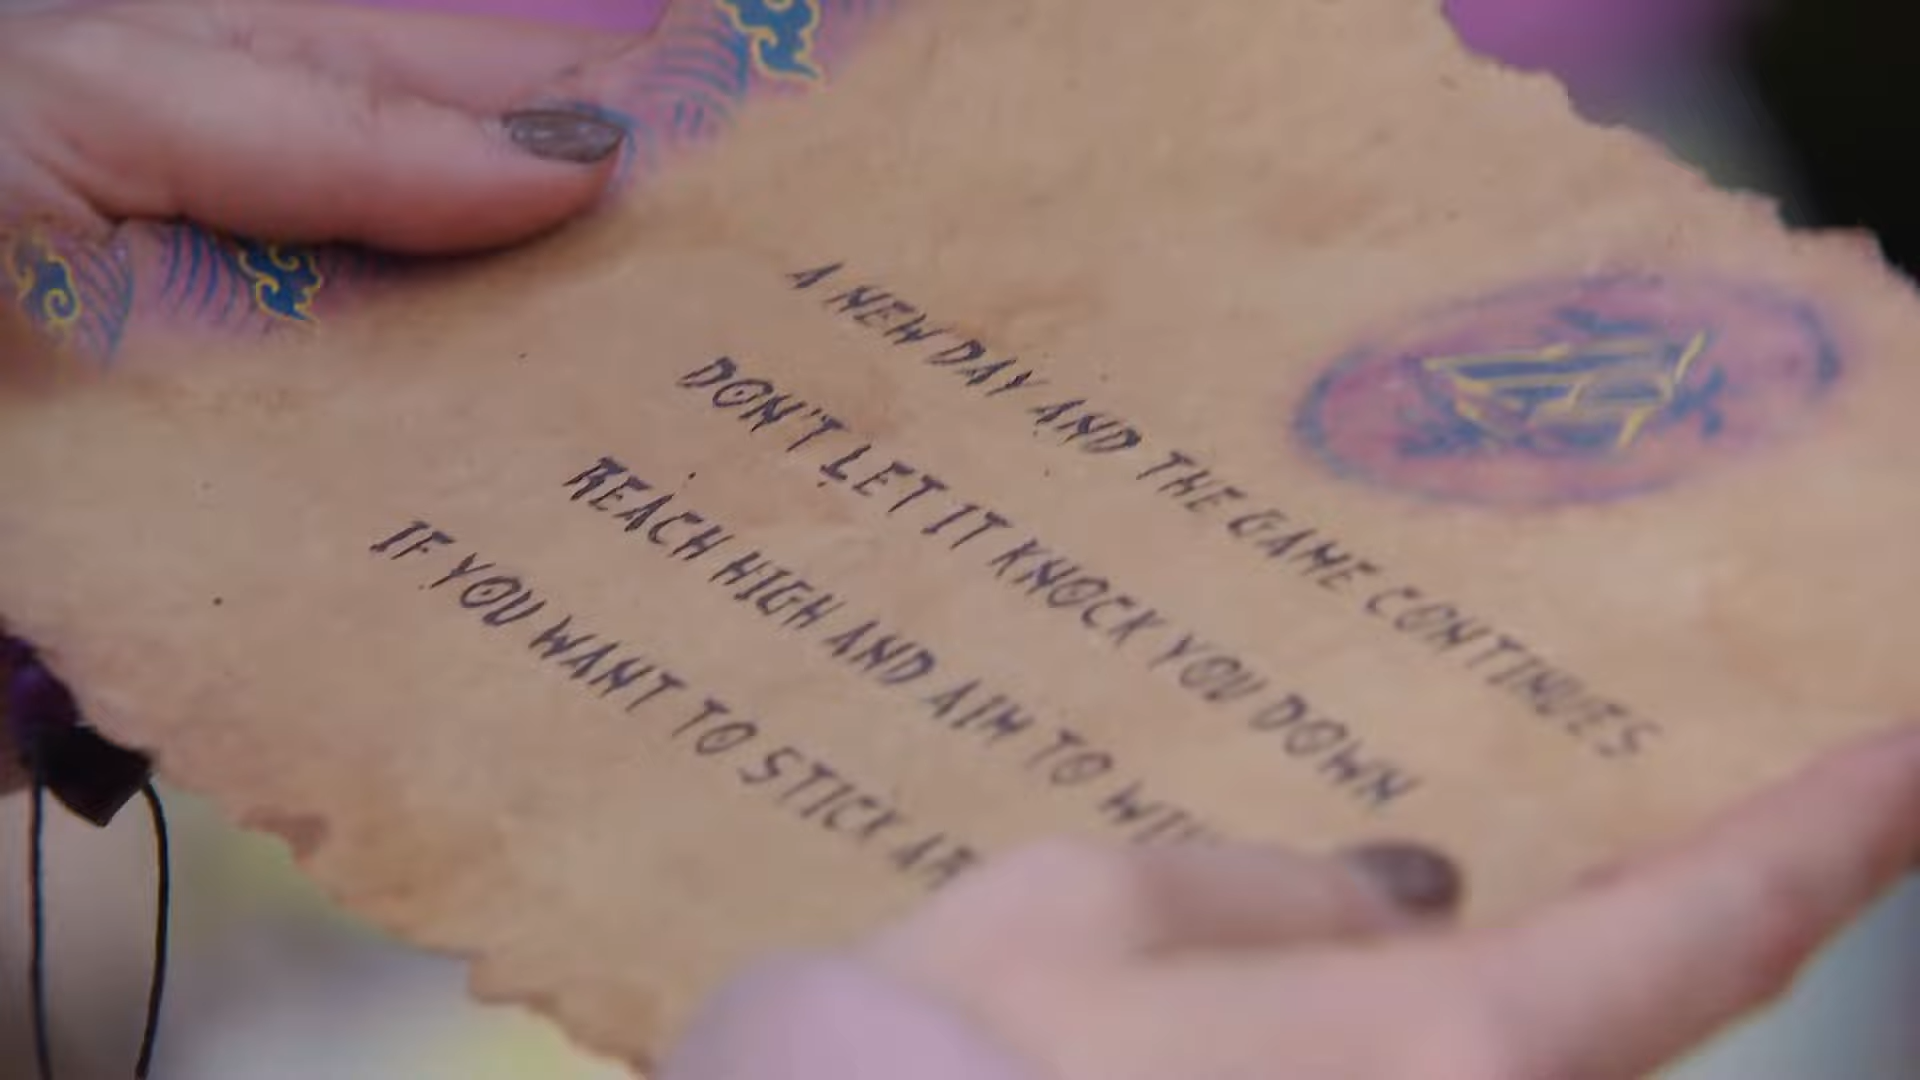 A NEW DAY AND THE GAME CONTINUES
DON'T LET IT KNOCK YOU DOWN
REACH HIGH AND AIM TO
IF YOU WANT TO STICK